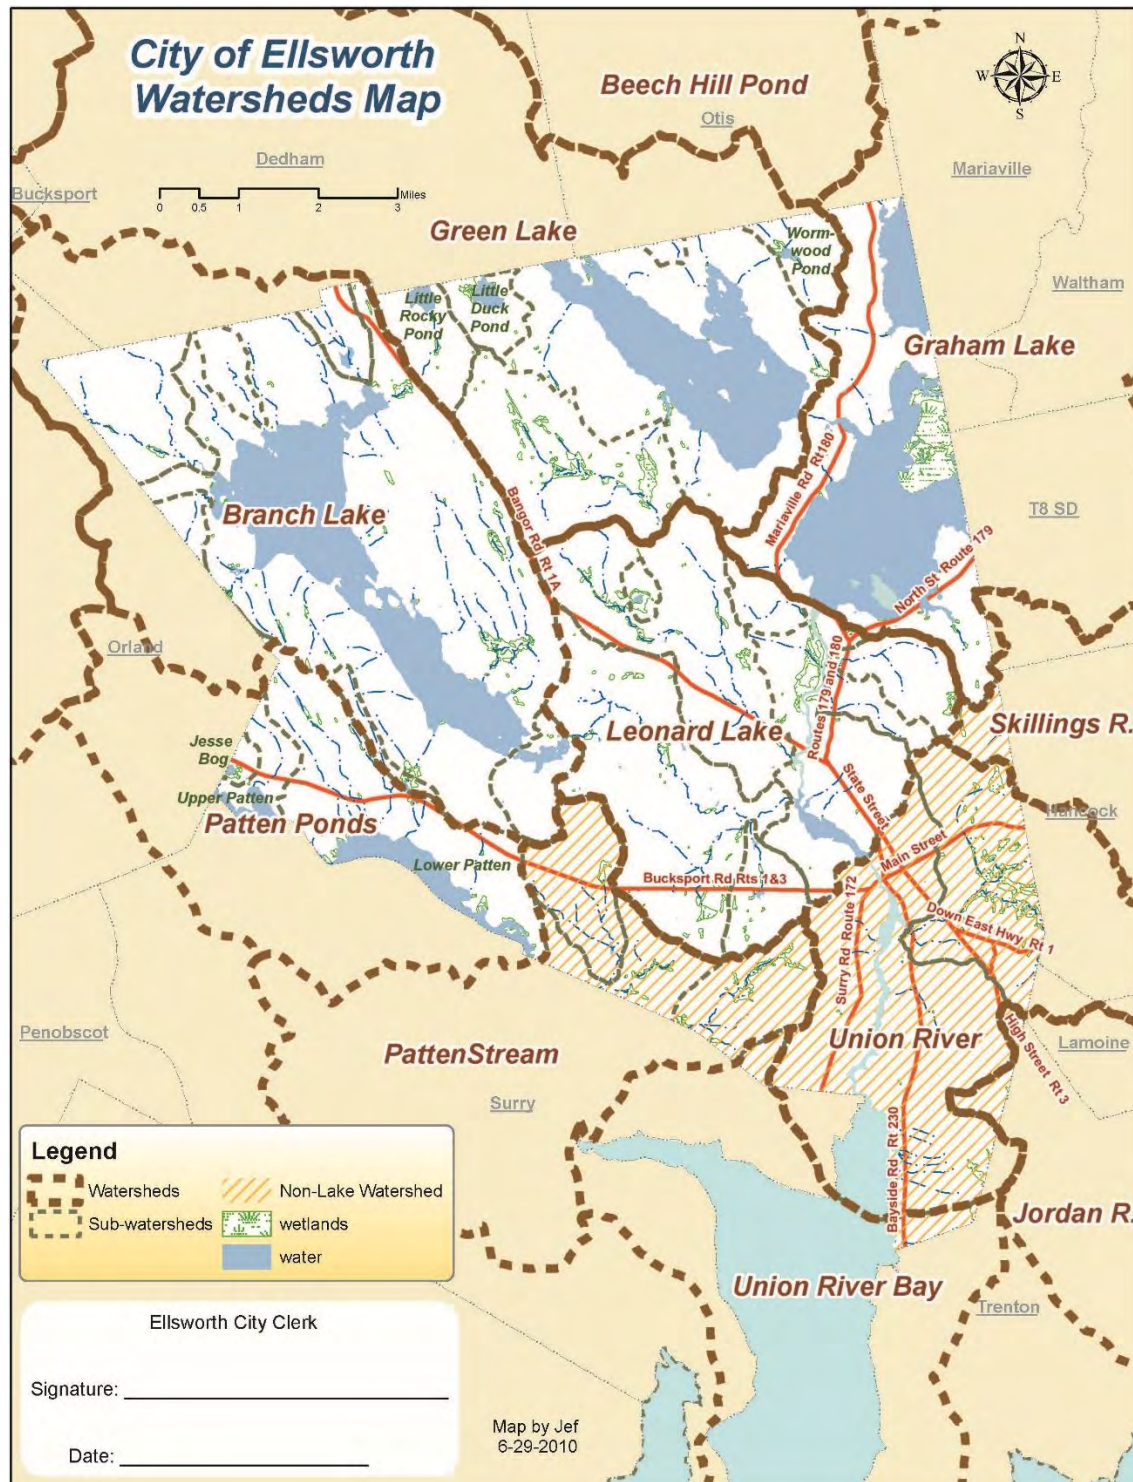 City of Ellsworth
Watersheds Map
N
W
E
S
Beech Hill Pond
Otis
Dedham
Mariaville
Bucksport
0
0.5
1
2
3
Miles
Green Lake
Worm-
wood
Pond
Waltham
Little
Rocky
Pond
Little
Duck
Pond
Graham Lake
Mariaville Rd Rt180
Branch Lake
Bangor Rd Rt 1A
T8 SD
North St Route 179
Orland
Routes 179 and 180
Leonard Lake
Skillings R.
Jesse
Bog
Upper Patten
Patten Ponds
State Street
Hancock
Main Street
Lower Patten
Bucksport Rd Rts 1&3
Surry Rd Route 172
Down East Hwy Rt 1
Penobscot
PattenStream
Union River
High Street Rt 3
Lamoine
Surry
Bayside Rd Rt 230
Legend
Watersheds
Non-Lake Watershed
Sub-watersheds
wetlands
water
Jordan R.
Union River Bay
Trenton
Ellsworth City Clerk
Signature:
Date:
Map by Jef
6-29-2010